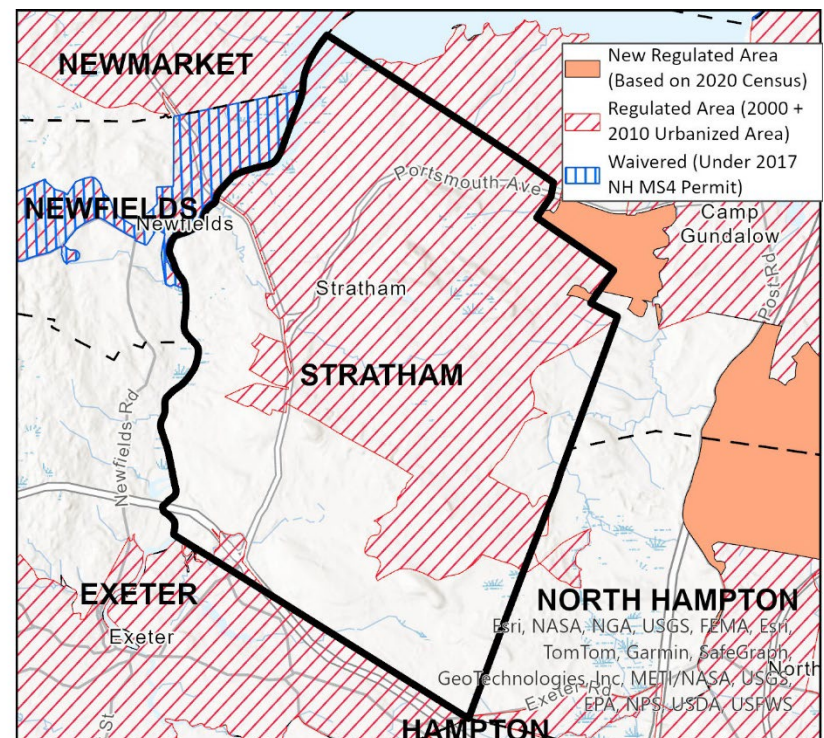 NEWMARKET
New Regulated Area
(Based on 2020 Census)
Regulated Area (2000 +
2010 Urbanized Area)
Waivered (Under 2017
NH MS4 Permit)
Portsmouth Ave
NEWFIELDS
Newfields
Camp
Gundalow
Post Rd
Stratham
STRATHAM
Newfields Rd
EXETER
Exeter
NORTH HAMPTON
Esri, NASA, NGA, USGS, FEMA, Esri,
TomTom, Garmin, SafeGraph,
North
GeoTechnologies, Inc, METI/NASA, USGS,
Exeter Rd
EPA, NPS, USDA, USFWS
St
HAMPTON